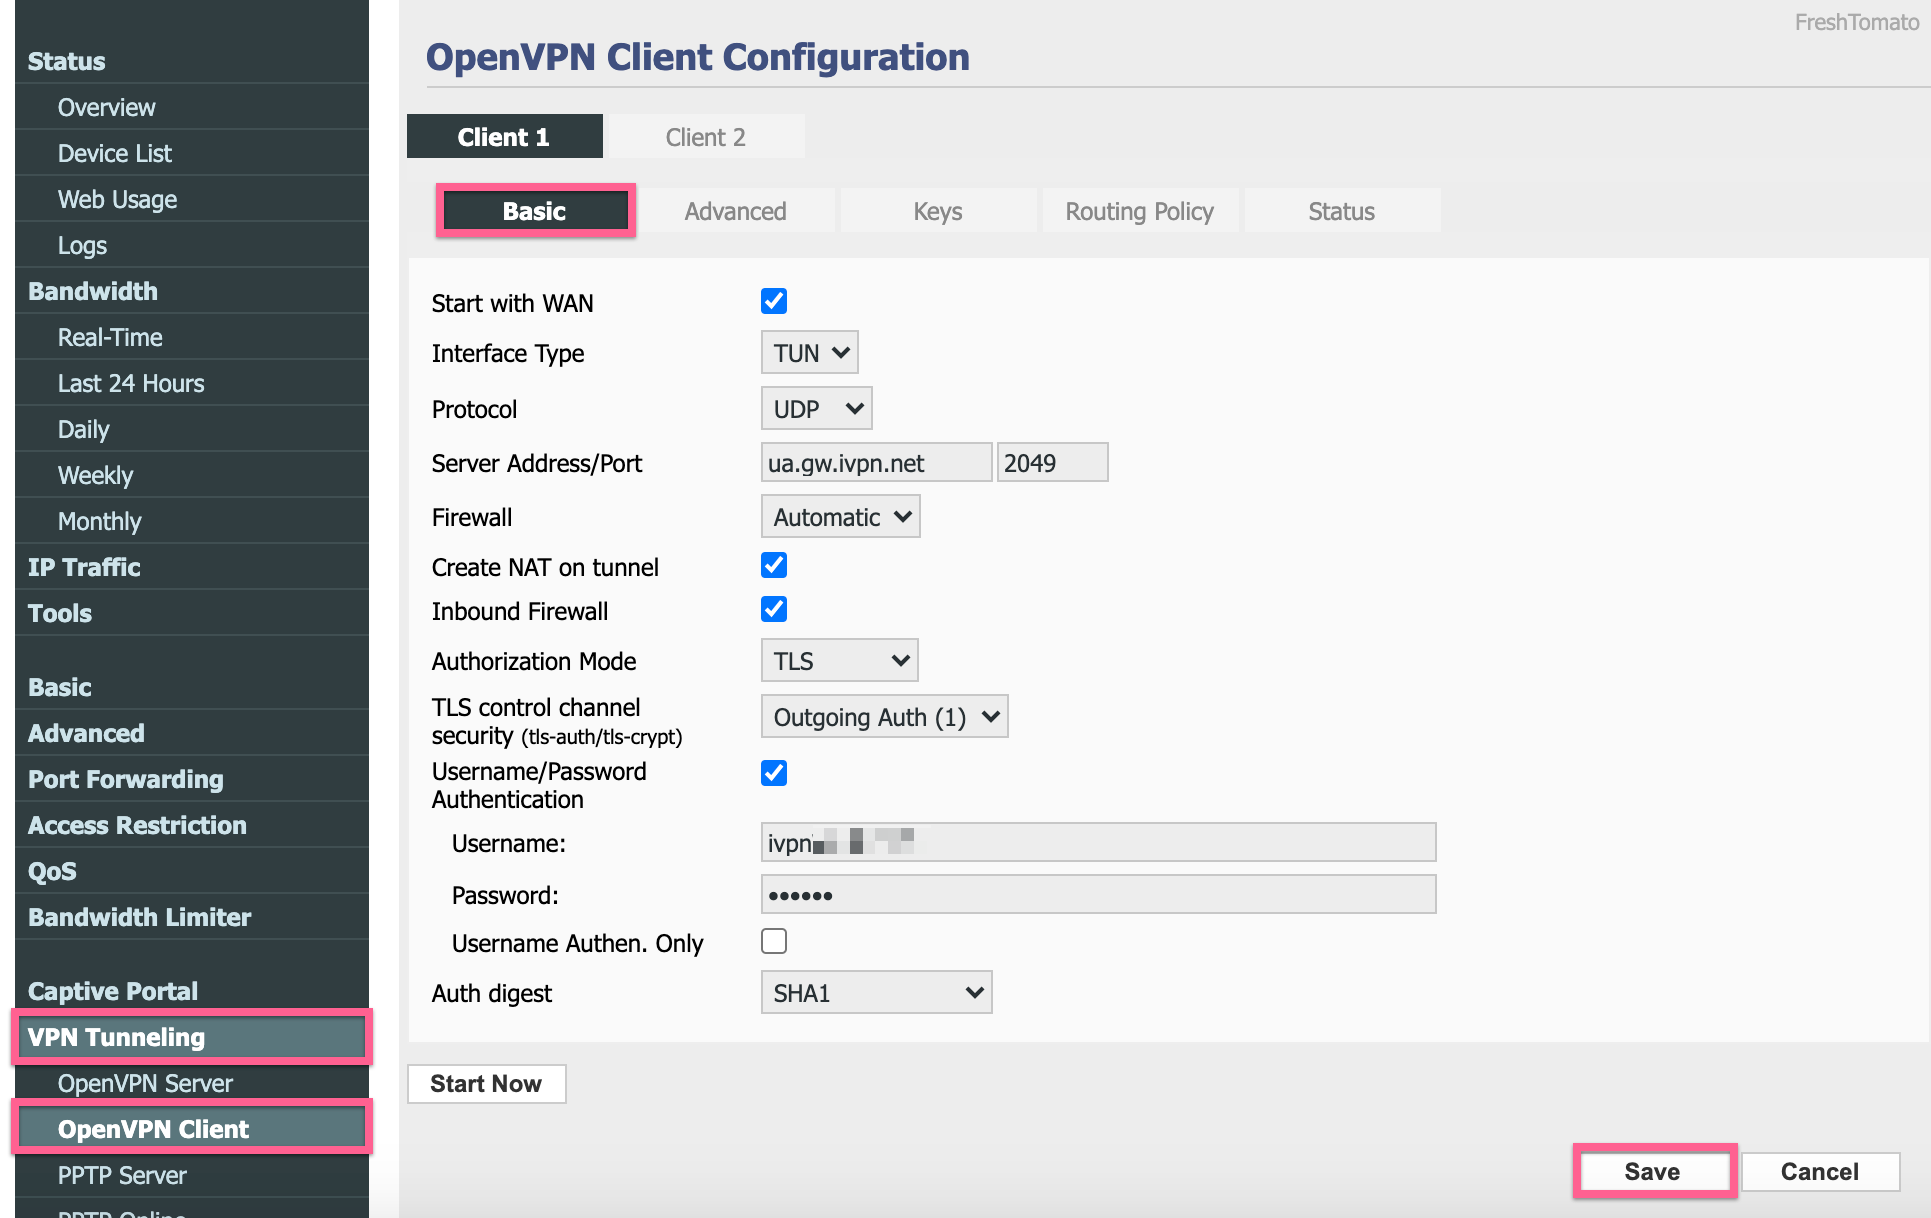 FreshTomato
Status
Overview
Device List
Web Usage
Logs
Bandwidth
Real-Time
Last 24 Hours
Daily
Weekly
Monthly
IP Traffic
Tools
Basic
Advanced
Port Forwarding
Access Restriction
QoS
Bandwidth Limiter
Captive Portal
VPN Tunneling
OpenVPN Server
OpenVPN Client
PPTP Server
PPTP Online
OpenVPN Client Configuration
Client 1 Client 2
Basic Advanced Keys Routing Policy Status
Start with WAN
Interface Type TUN
Protocol UDP
Server Address/Port ua.gw.ivpn.net 2049
Firewall Automatic
Create NAT on tunnel
Inbound Firewall
Authorization Mode TLS
TLS control channel
security (tls-auth/tls-crypt) Outgoing Auth (1)
Username/Password
Authentication
Username: ivpn
Password: ••••••
Username Authen. Only
Auth digest SHA1
Start Now
Save Cancel